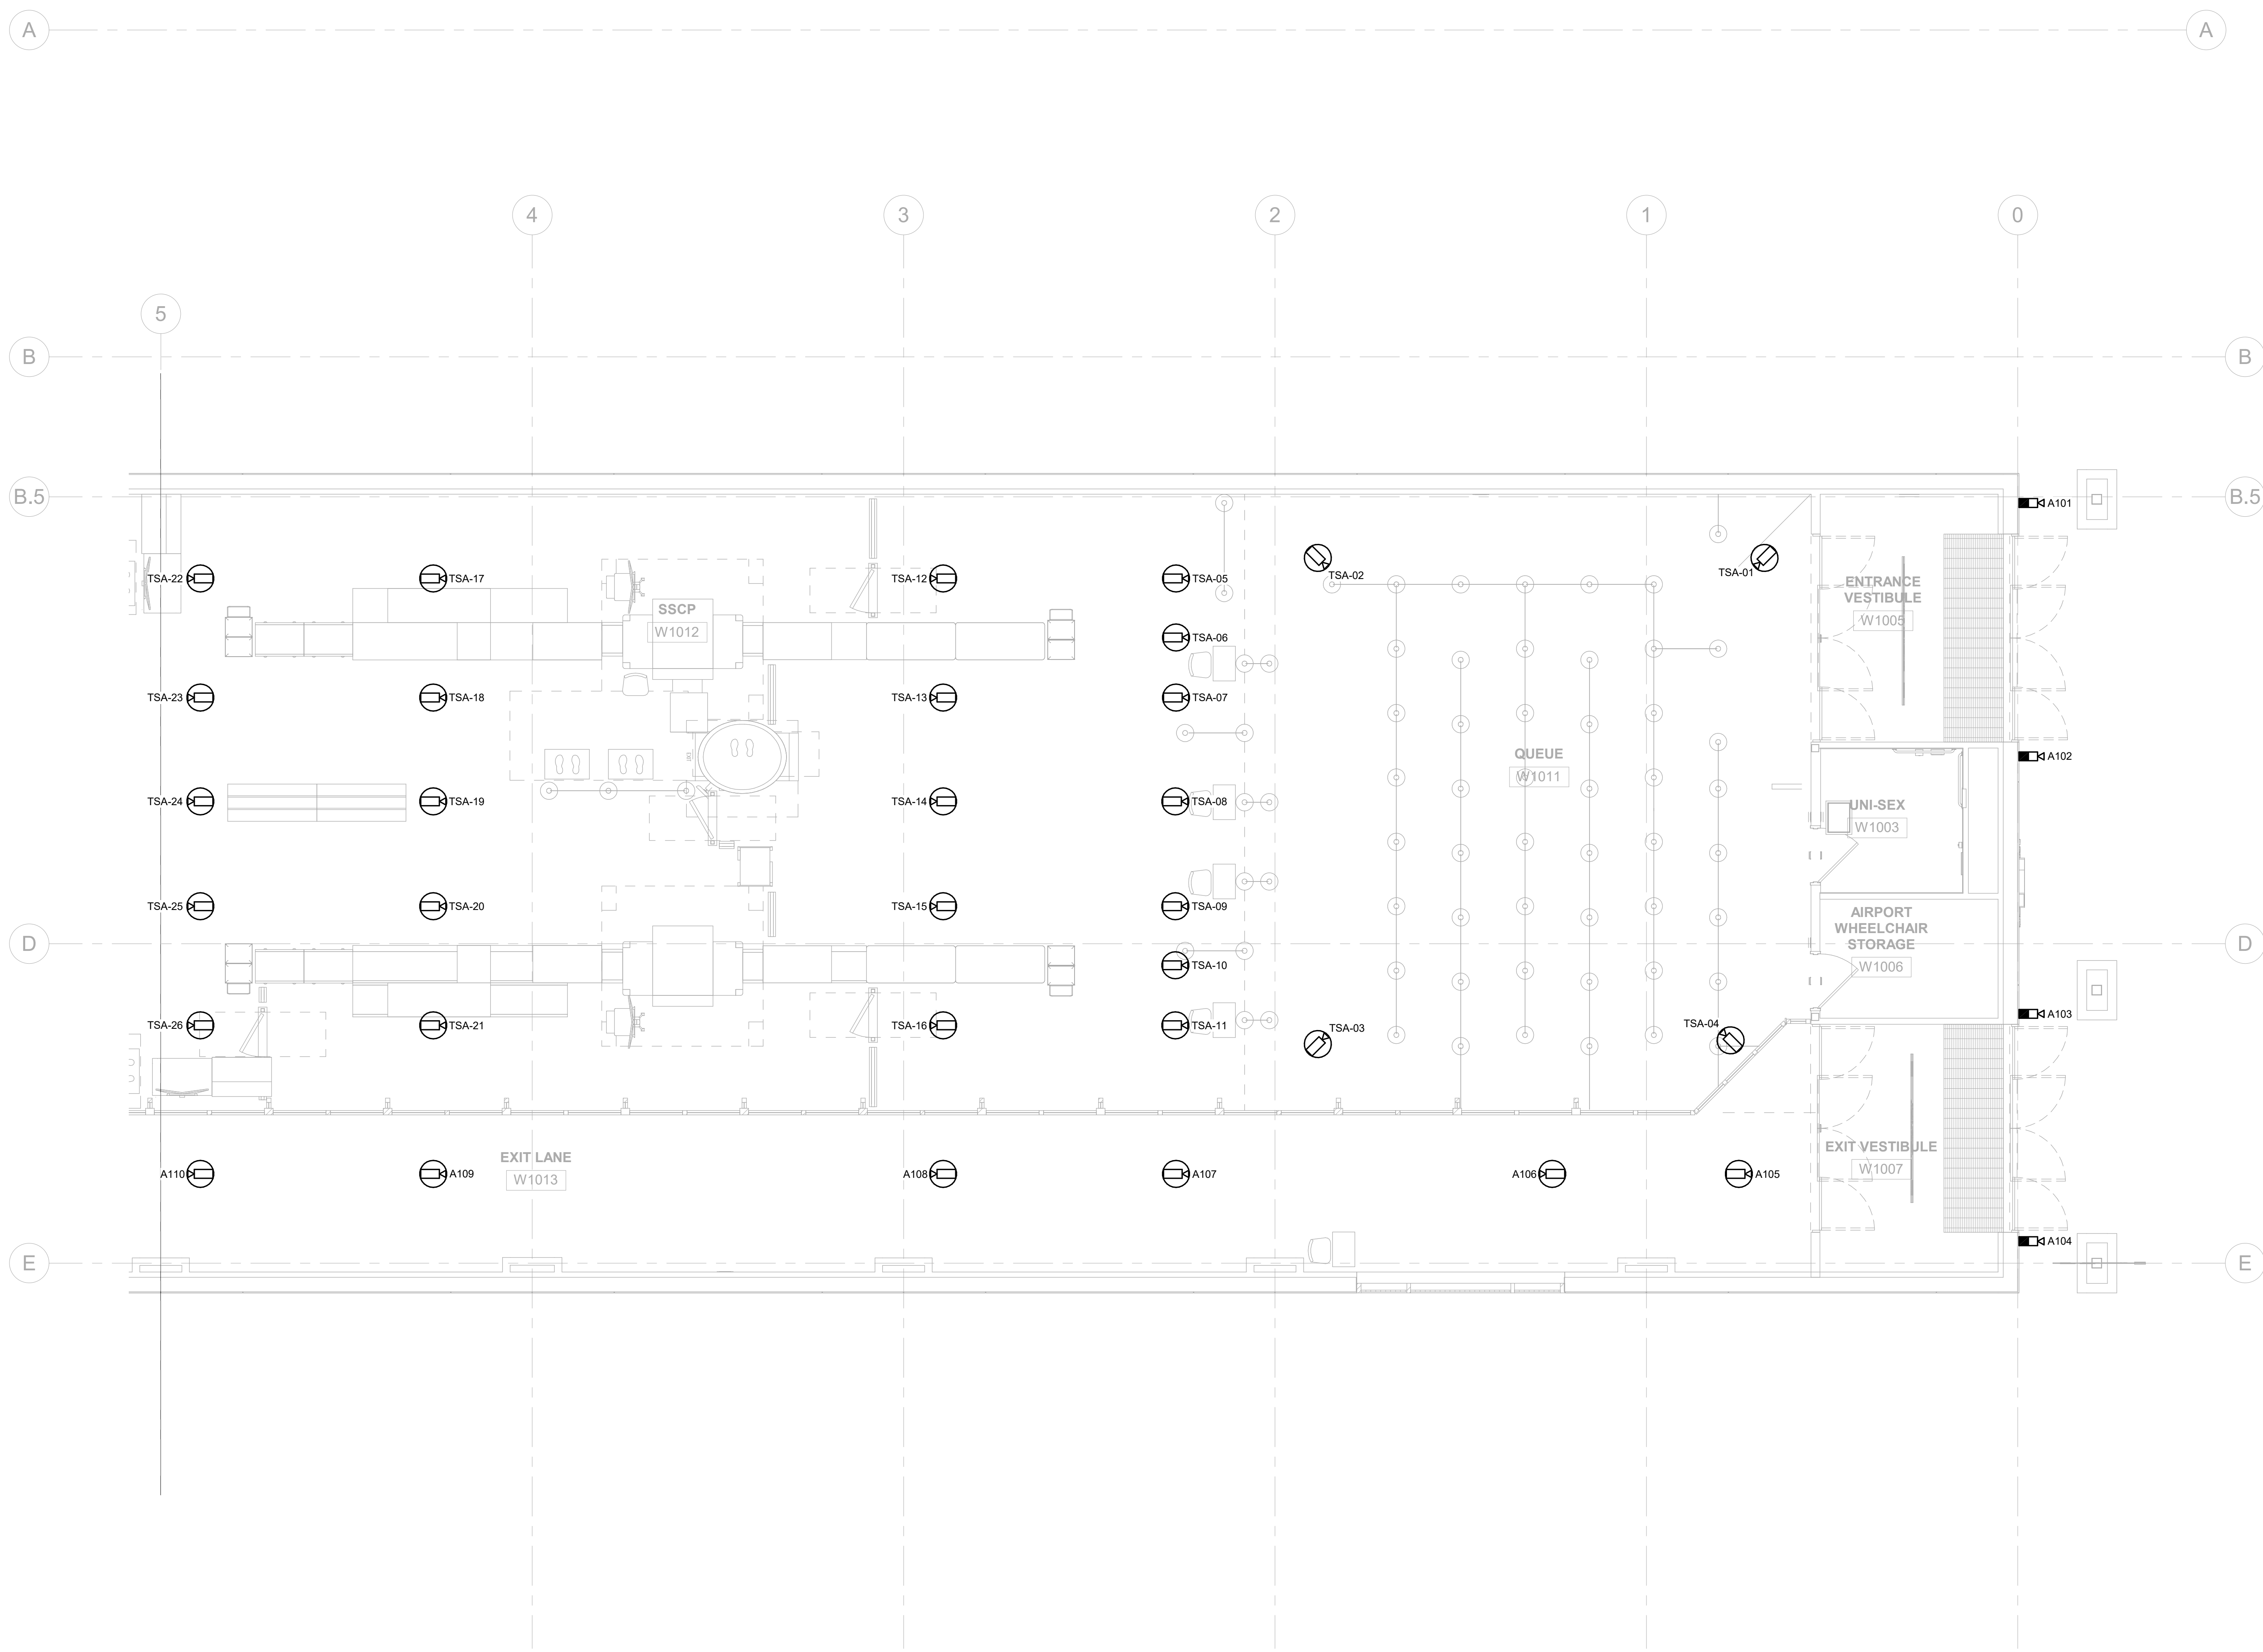 A
A
4
3
2
1
0
5
B
B
B.5
B.5
A101
TSA-22
TSA-17
TSA-12
TSA-05
TSA-02
TSA-01
ENTRANCE
VESTIBULE
W1005
SSCP
W1012
TSA-06
TSA-23
TSA-18
TSA-13
TSA-07
QUEUE
W1011
A102
TSA-24
TSA-19
TSA-14
TSA-08
UNI-SEX
W1003
TSA-25
TSA-20
TSA-15
TSA-09
AIRPORT
WHEELCHAIR
STORAGE
W1006
D
D
TSA-10
TSA-26
TSA-21
TSA-16
TSA-11
TSA-03
TSA-04
A103
EXIT VESTIBULE
W1007
EXIT LANE
W1013
A110
A109
A108
A107
A106
A105
A104
E
E